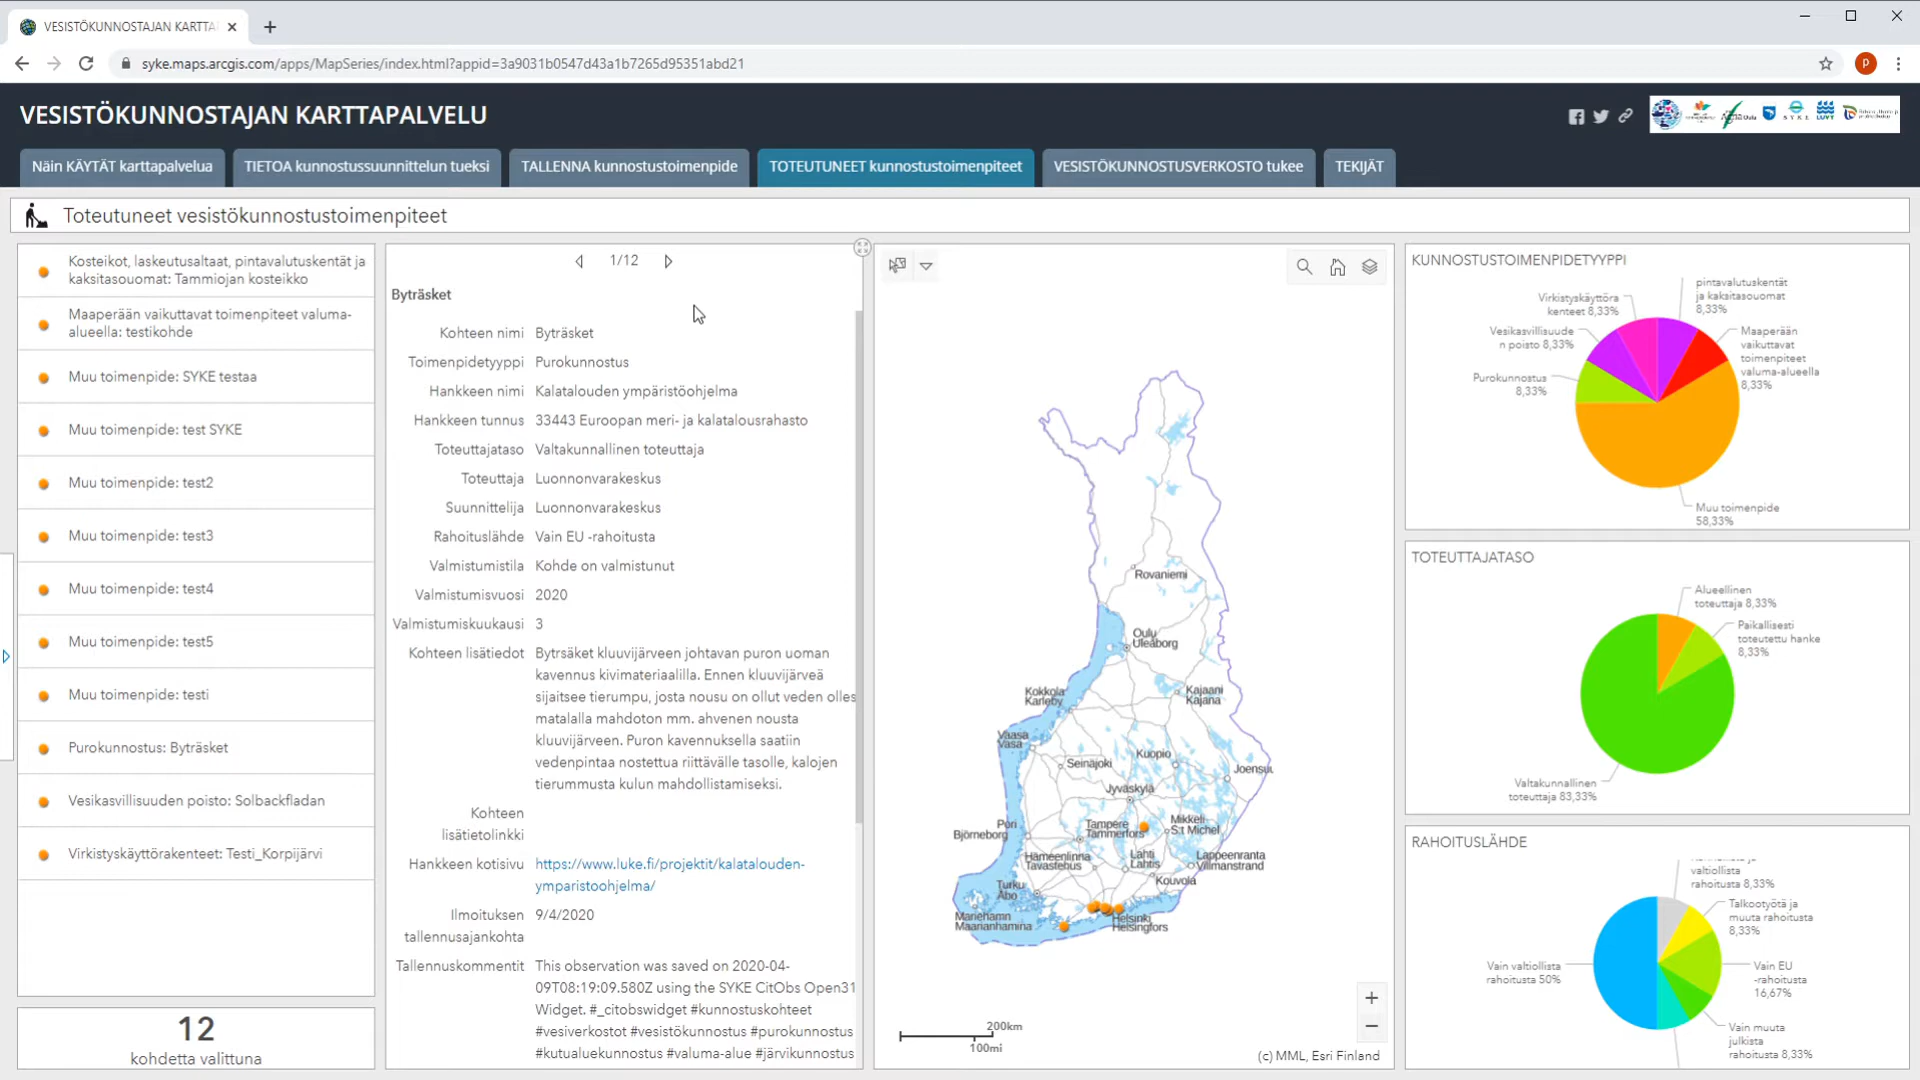 VESISTÖKUNNOSTAJAN KARTTA
syke.maps.arcgis.com/apps/MapSeries/index.html?appid=3a9031b0547d43a1b7265d95351abd21
P
VESISTÖKUNNOSTAJAN KARTTAPALVELU
Näin KÄYTÄT karttapalvelua
TIETOA kunnostussuunnittelun tueksi
TALLENNA kunnostustoimenpide
TOTEUTUNEET kunnostustoimenpiteet
VESISTÖKUNNOSTUSVERKOSTO tukee
TEKIJÄT
Toteutuneet vesistökunnostustoimenpiteet
Kosteikot, laskeutusaltaat, pintavalutuskentät ja
kaksitasouomat: Tammiojan kosteikko
Maaperään vaikuttavat toimenpiteet valuma-
alueella: testikohde
Muu toimenpide: SYKE testaa
Muu toimenpide: test SYKE
Muu toimenpide: test2
Muu toimenpide: test3
Muu toimenpide: test4
Muu toimenpide: test5
Muu toimenpide: testi
Purokunnostus: Byträsket
Vesikasvillisuuden poisto: Solbackfladan
Virkistyskäyttörakenteet: Testi_Korpijärvi
12
kohdetta valittuna
1/12
Byträsket
Kohteen nimi Byträsket
Toimenpidetyyppi Purokunnostus
Hankkeen nimi Kalatalouden ympäristöohjelma
Hankkeen tunnus 33443 Euroopan meri- ja kalatalousrahasto
Toteuttajataso Valtakunnallinen toteuttaja
Toteuttaja Luonnonvarakeskus
Suunnittelija Luonnonvarakeskus
Rahoituslähde Vain EU -rahoitusta
Valmistumistila Kohde on valmistunut
Valmistumisvuosi 2020
Valmistumiskuukausi 3
Kohteen lisätiedot Bytrsäket kluuvijärveen johtavan puron uoman
kavennus kivimateriaalilla. Ennen kluuvijärveä
sijaitsee tierumpu, josta nousu on ollut veden olles
matalalla mahdoton mm. ahvenen nousta
kluuvijärveen. Puron kavennuksella saatiin
vedenpintaa nostettua riittävälle tasolle, kalojen
tierummusta kulun mahdollistamiseksi.
Kohteen
lisätietolinkki
Hankkeen kotisivu https://www.luke.fi/projektit/kalatalouden-
ymparistoohjelma/
Ilmoituksen 9/4/2020
tallennusajankohta
Tallennuskommentit This observation was saved on 2020-04-
09T08:19:09.580Z using the SYKE CitObs Open31
Widget. #_citobswidget #kunnostuskohteet
#vesiverkostot #vesistökunnostus #purokunnostus
#kutualuekunnostus #valuma-alue #järvikunnostus
Rovaniemi
Oulu
Uleåborg
Kokkola
Karleby
Kajaani
Kajana
Vaasa
Vasa
Kuopio
Seinäjoki
Joensuu
Jyväskylä
Pori
Björneborg
Tampere
Tammerfors
Mikkeli
S:t Michel
Hämeenlinna
Tavastehus
Lahti
Lahtis
Lappeenranta
Villmanstrand
Kouvola
Turku
Åbo
Mariehamn
Maarianhamina
Helsinki
Helsingfors
200km
100mi
(c) MML, Esri Finland
KUNNOSTUSTOIMENPIDETYYPPI
pintavalutuskentät
ja kaksitasouomat
8,33%
Virkistyskäyttöra
kenteet 8,33%
Vesikasvillisuude
n poisto 8,33%
Maaperään
vaikuttavat
toimenpiteet
valuma-alueella
8,33%
Purokunnostus
8,33%
Muu toimenpide
58,33%
TOTEUTTAJATASO
Alueellinen
toteuttaja 8,33%
Paikallisesti
toteutettu hanke
8,33%
Valtakunnallinen
toteuttaja 83,33%
RAHOITUSLÄHDE
valtiollista
rahoitusta 8,33%
Talkootyötä ja
muuta rahoitusta
8,33%
Vain valtiollista
rahoitusta 50%
Vain EU
-rahoitusta
16,67%
Vain muuta
julkista
rahoitusta 8,33%